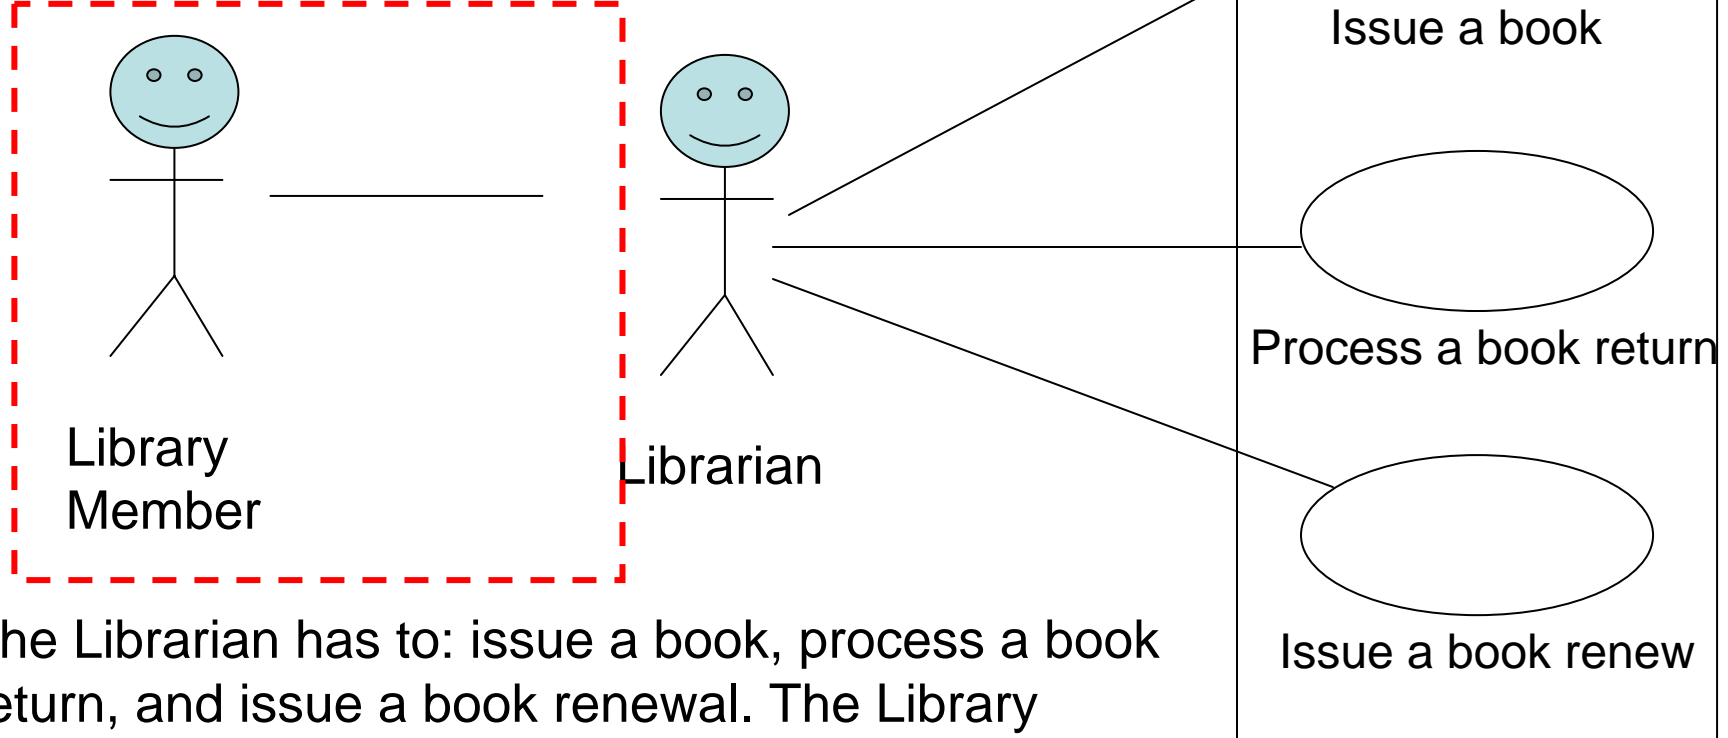 Issue a book
Process a book return
Library
Member
Librarian
Issue a book renew
he Librarian has to: issue a book, process a book
eturn, and issue a book renewal. The Library